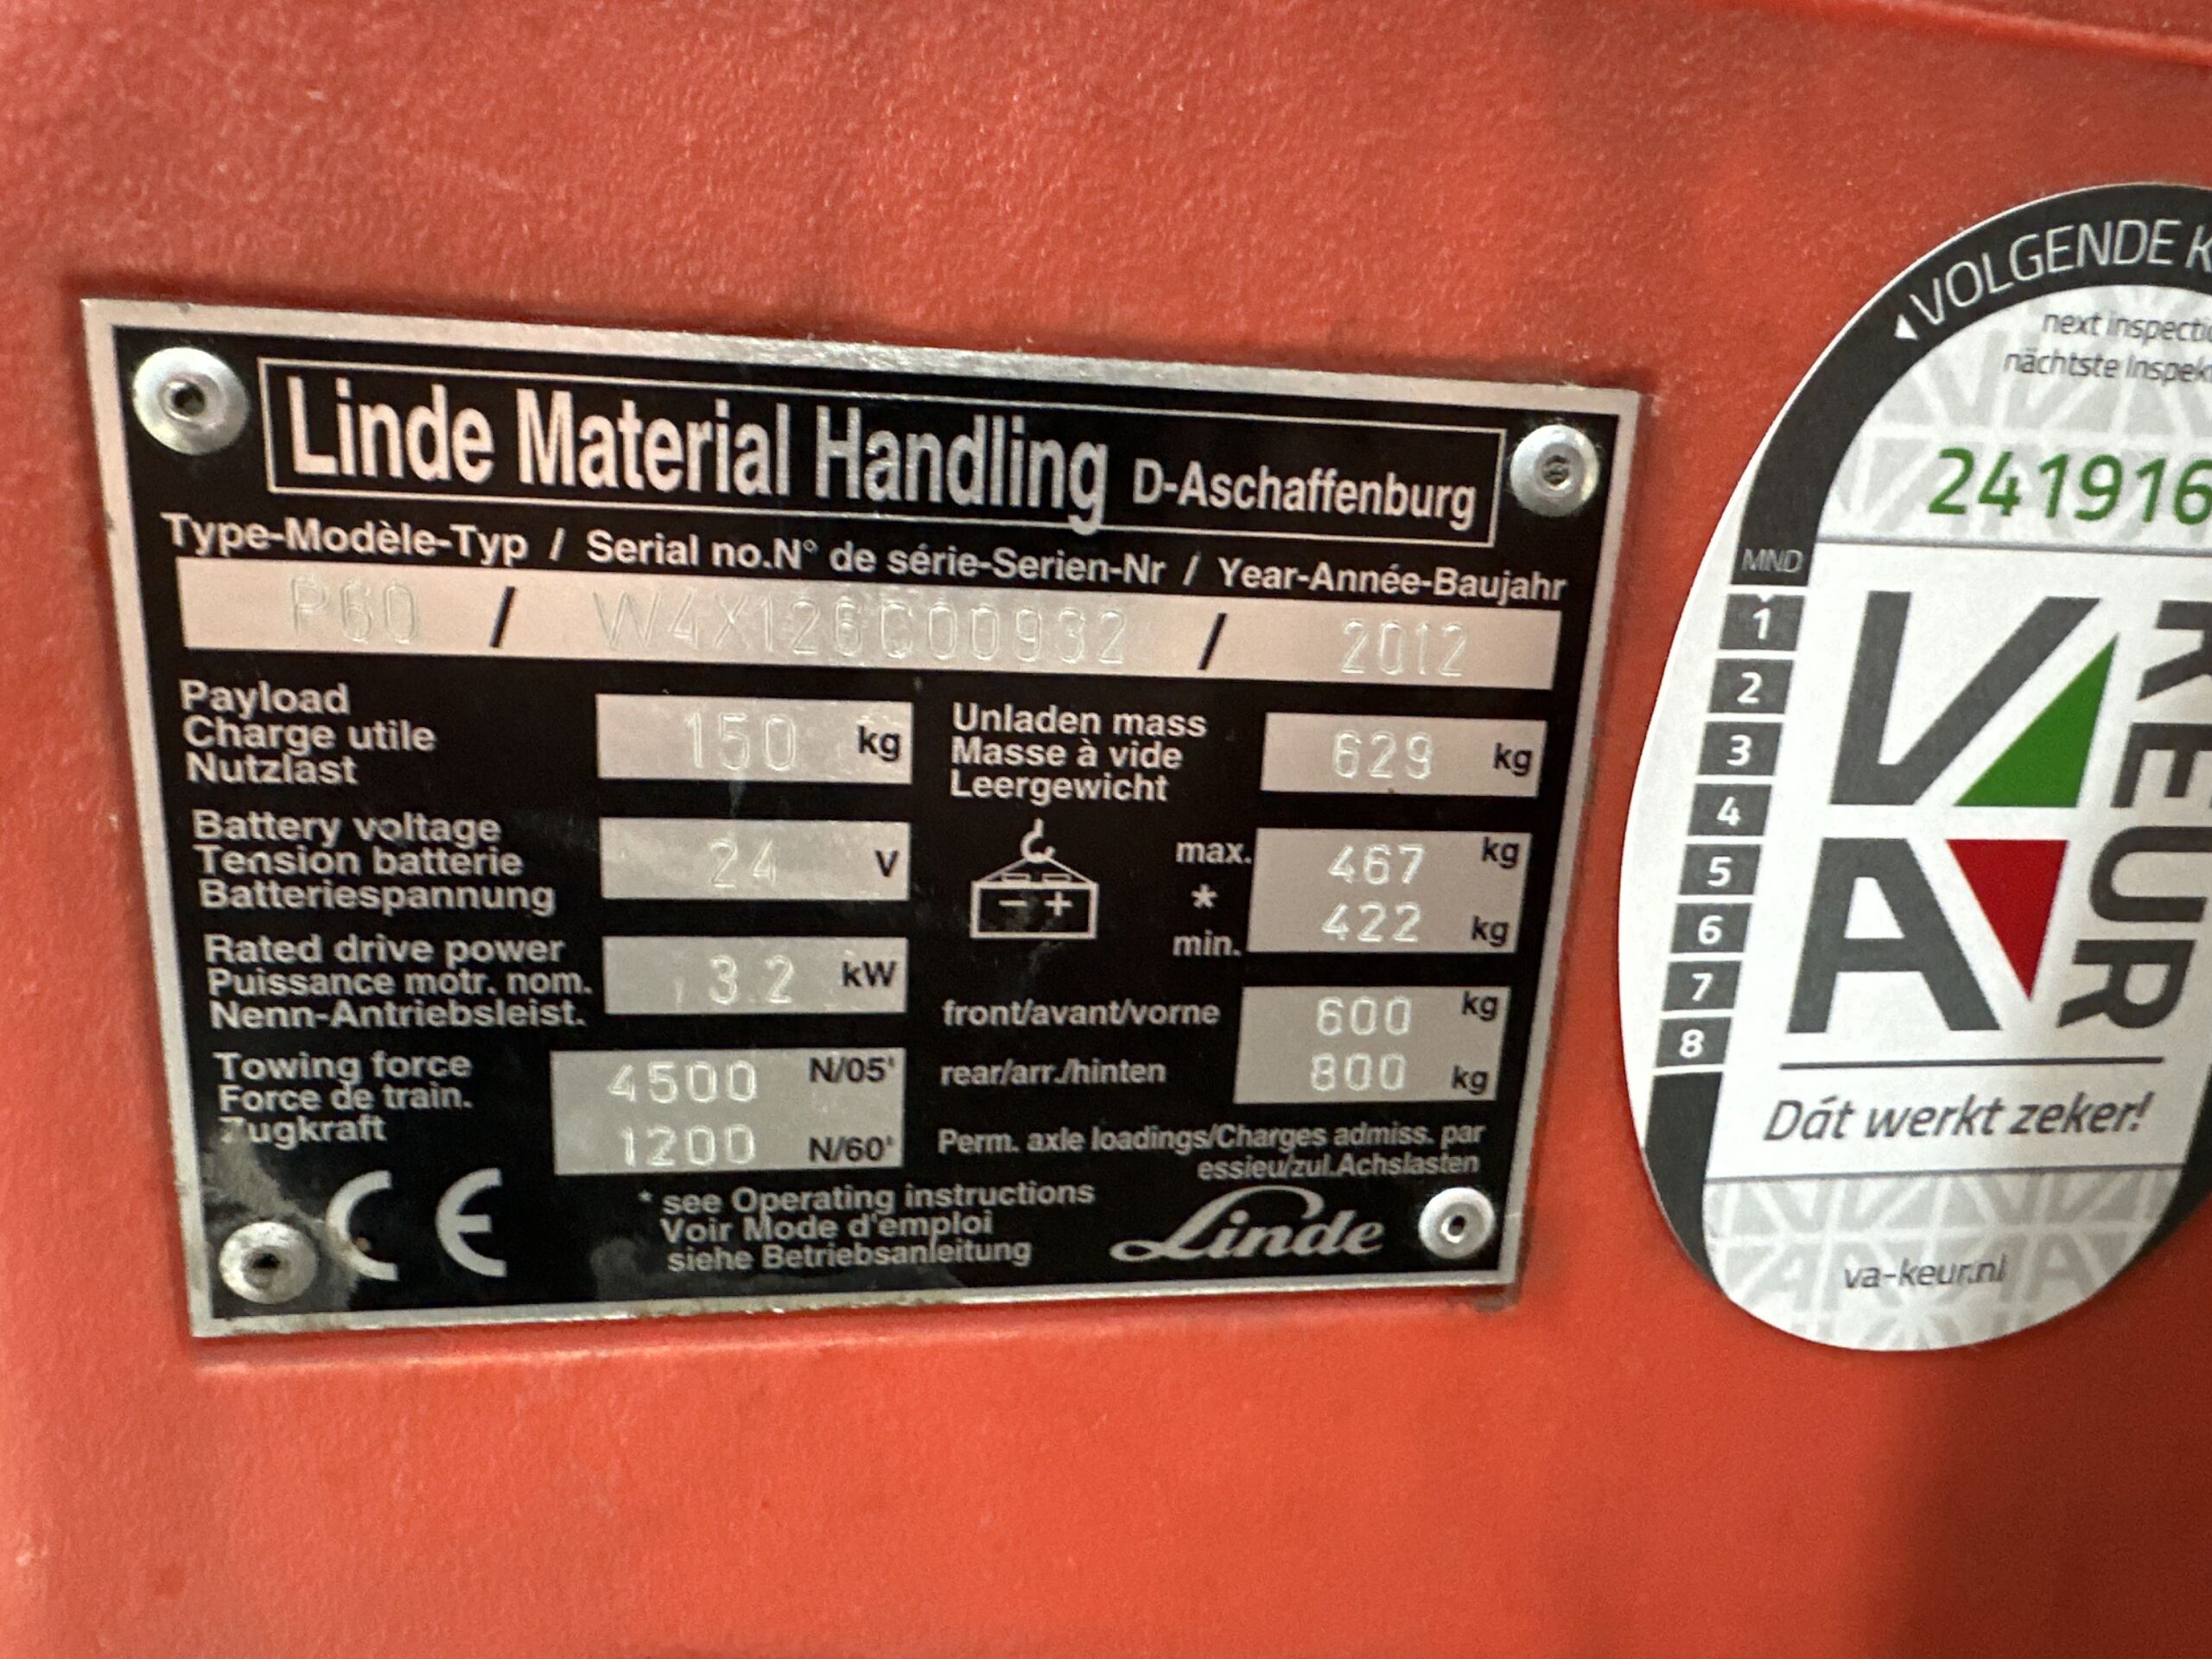 Linde Material Handling D-Aschaffenburg
Type-Modèle-Typ / Serial no.N° de série-Serien-Nr / Year-Année-Baujahr
P60 / W4X126C00932 / 2012
Payload
Charge utile
Nutzlast
150 kg
Unladen mass
Masse à vide
Leergewicht
629 kg
Battery voltage
Tension batterie
Batteriespannung
24 V
- +
max. 467 kg
*
min. 422 kg
Rated drive power
Puissance motr. nom.
Nenn-Antriebsleist.
3.2 kW
front/avant/vorne 600 kg
rear/arr./hinten 800 kg
Towing force
Force de train.
Zugkraft
4500 N/05'
1200 N/60'
Perm. axle loadings/Charges admiss. par
essieu/zul.Achslasten
CE
* see Operating instructions
Voir Mode d'emploi
siehe Betriebsanleitung
Linde
VOLGENDE K
next inspecti
nächtste Inspek
241916
MND
1
2
3
4
5
6
7
8
VA
KEUR
Dát werkt zeker!
va-keur.nl